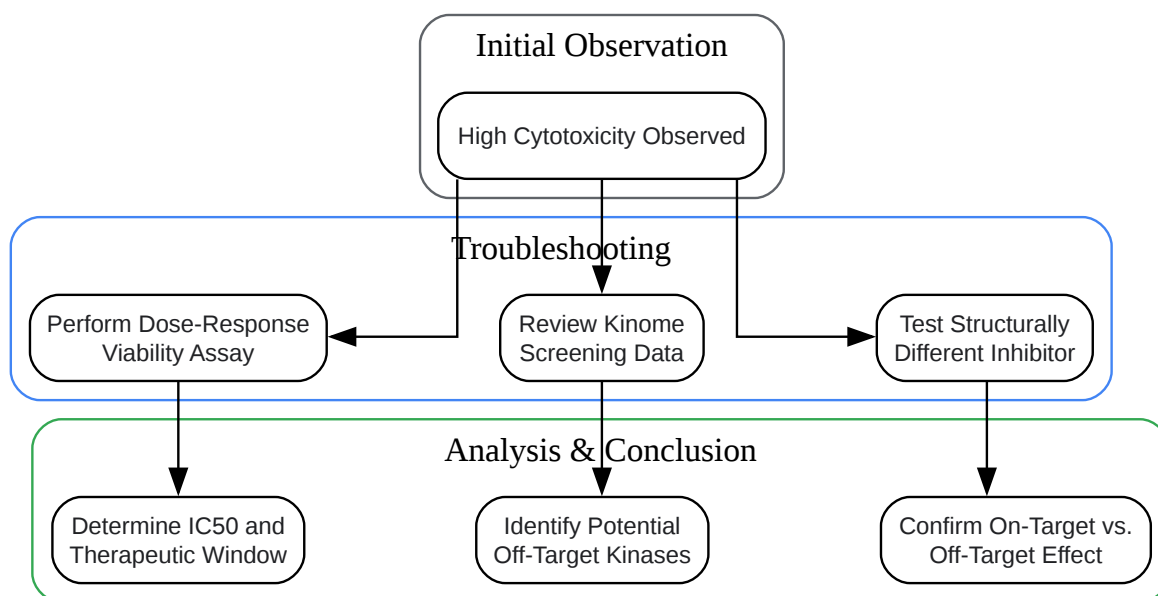 Initial Observation
High Cytotoxicity Observed
Troubleshooting
Perform Dose-Response
Viability Assay
Review Kinome
Screening Data
Test Structurally
Different Inhibitor
Analysis & Conclusion
Determine IC50 and
Therapeutic Window
Identify Potential
Off-Target Kinases
Confirm On-Target vs.
Off-Target Effect